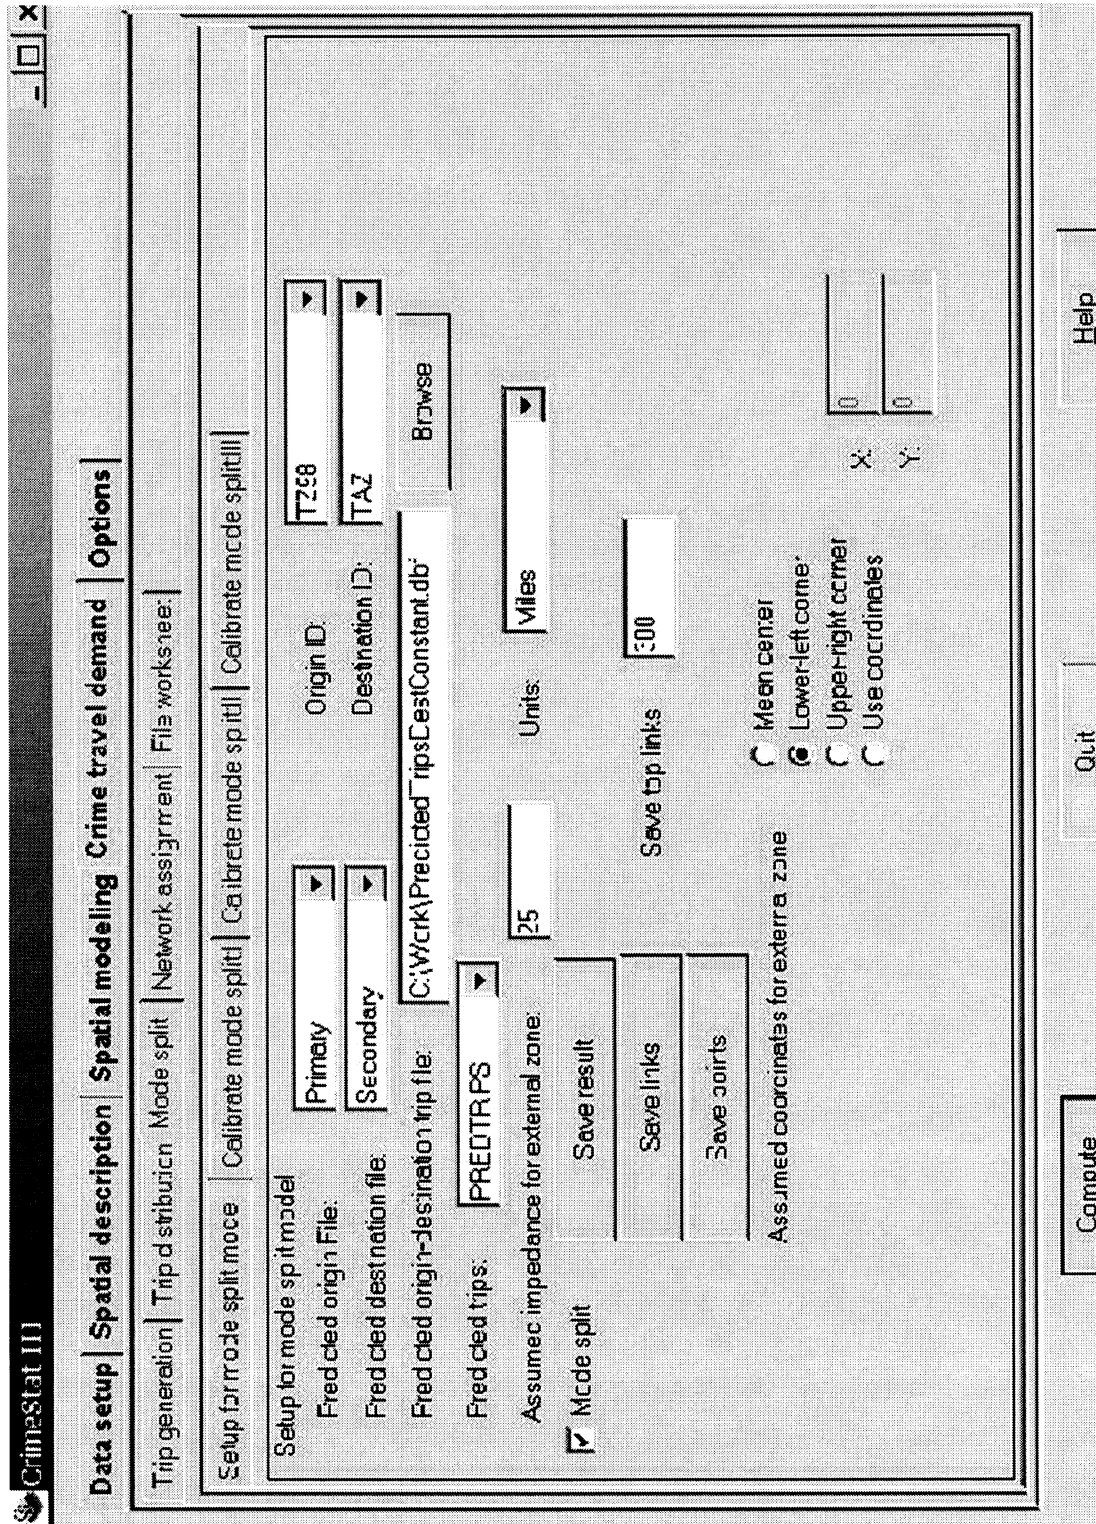 CrimeStat III
Data setup Spatial description Spatial modeling Crime travel demand Options
Trip generation Trip distribution Mode split Network assignment File worksheet
Setup for mode split mode Calibrate mode split I Calibrate mode split II Calibrate mode split III
Setup for mode split model
Predicted origin File: Primary Origin ID: TZ98
Predicted destination file: Secondary Destination ID: TAZ
Predicted origin-destination trip file: C:\Work\PredictedTripsDestConstant.dbf Browse
Predicted trips: PREDTRIPS
Assumed impedance for external zone: 25 Units: Miles
Mode split Save result
Save links Save top links 300
Save points
Assumed coordinates for external zone Mean center
Lower-left corner
Upper-right corner X: 0
Use coordinates Y: 0
Compute Quit Help